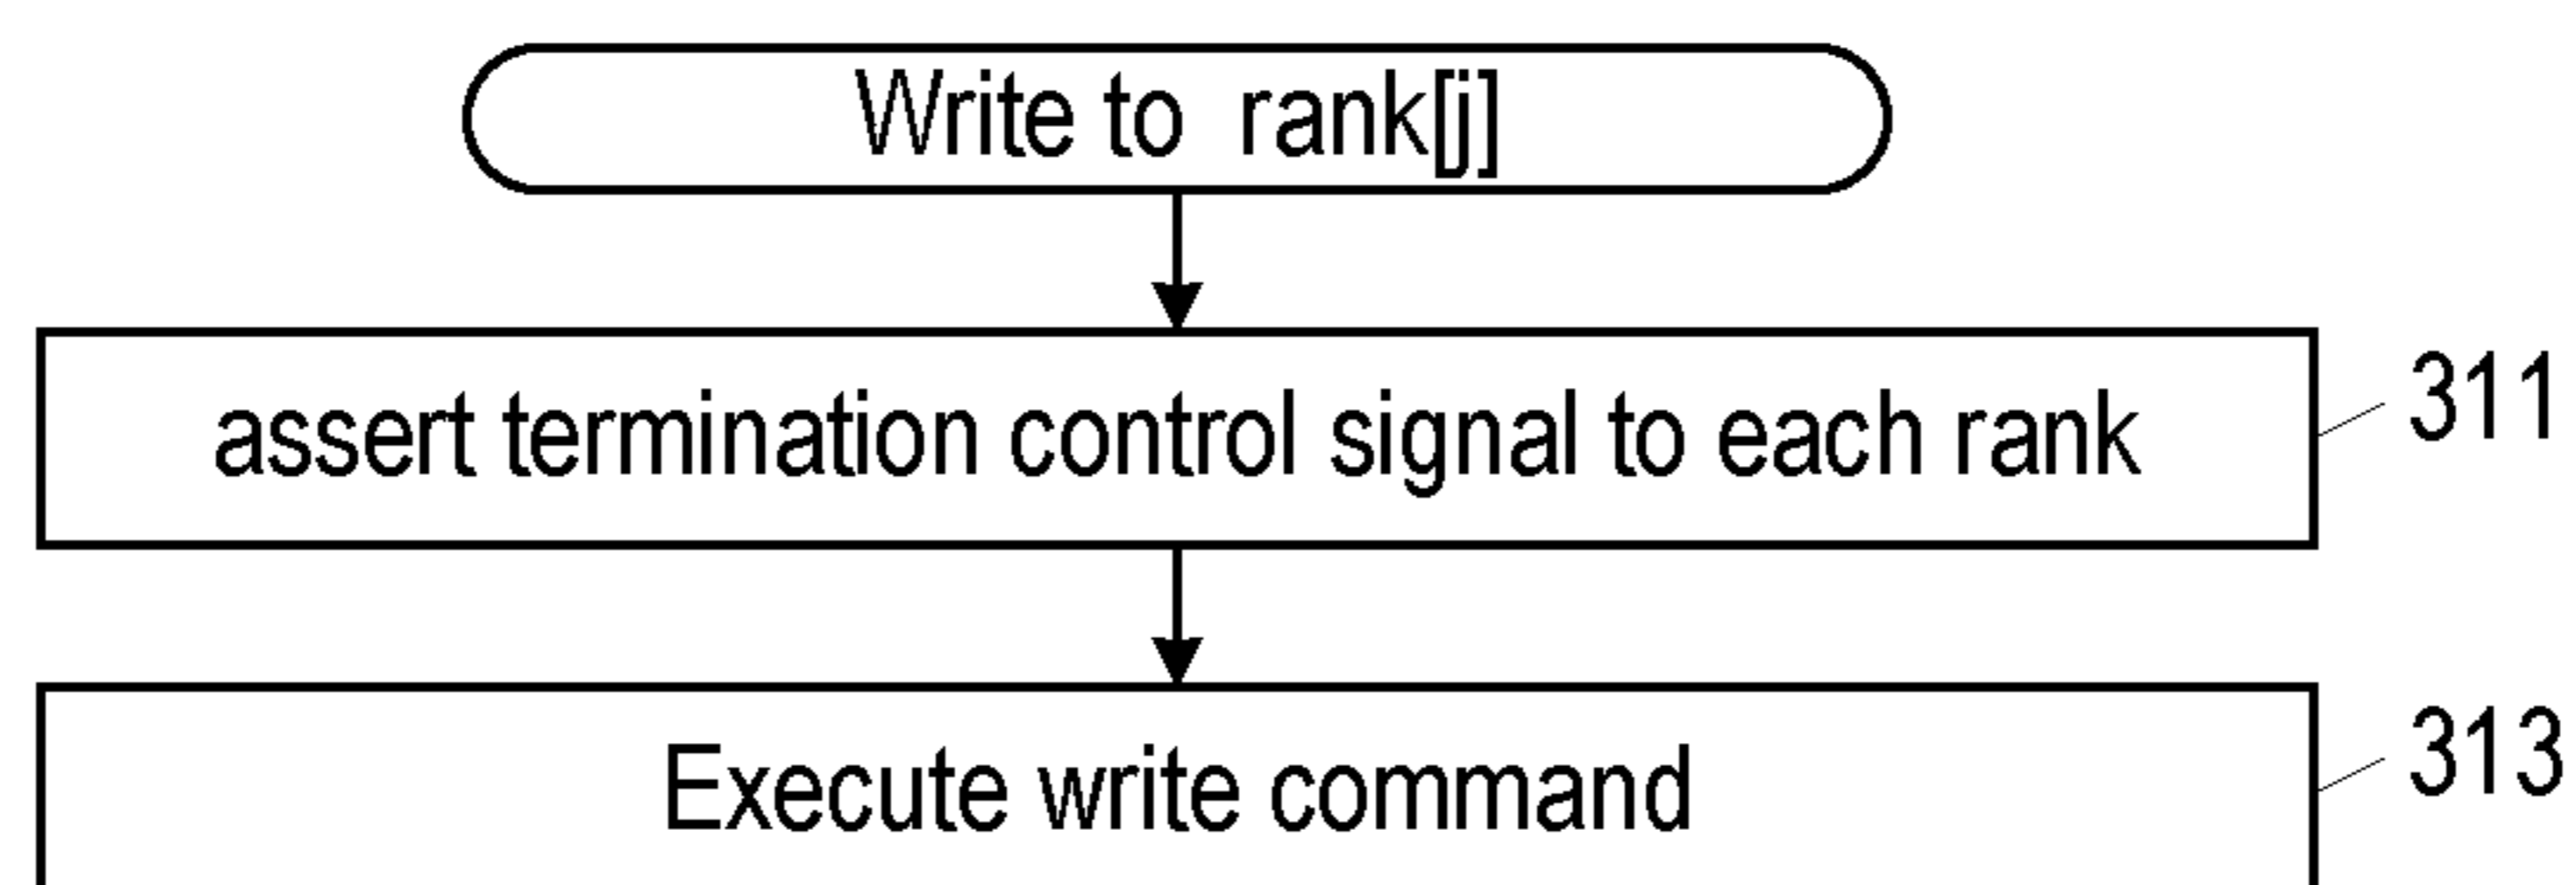 Write to rank[j]
assert termination control signal to each rank
311
Execute write command
313